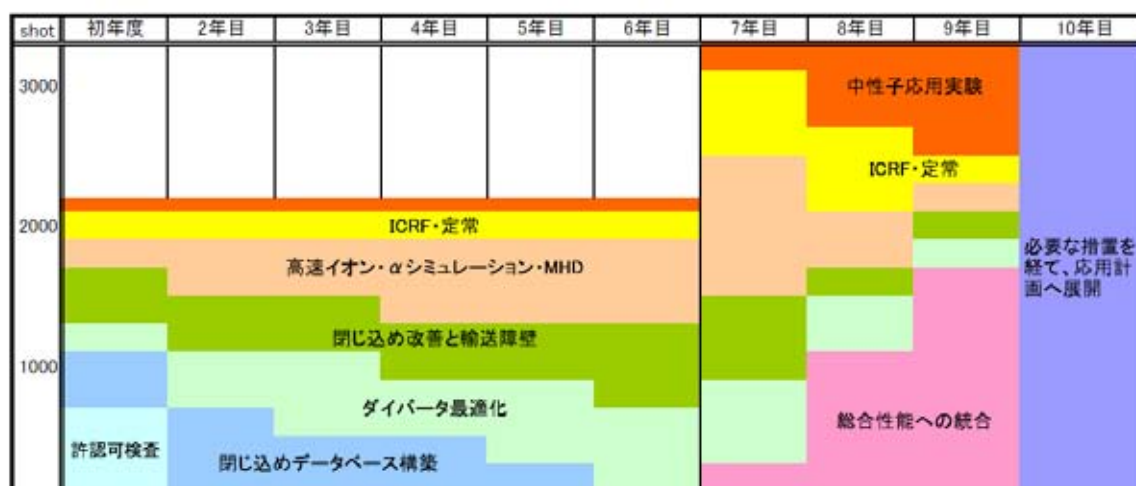 shot 初年度 2年目 3年目 4年目 5年目 6年目 7年目 8年目 9年目 10年目
3000
中性子応用実験
ICRF・定常
2000
ICRF・定常
高速イオン・αシミュレーション・MHD
必要な措置を
経て、応用計
画へ展開
閉じ込め改善と輸送障壁
1000
ダイバータ最適化
総合性能への統合
許認可検査
閉じ込めデータベース構築